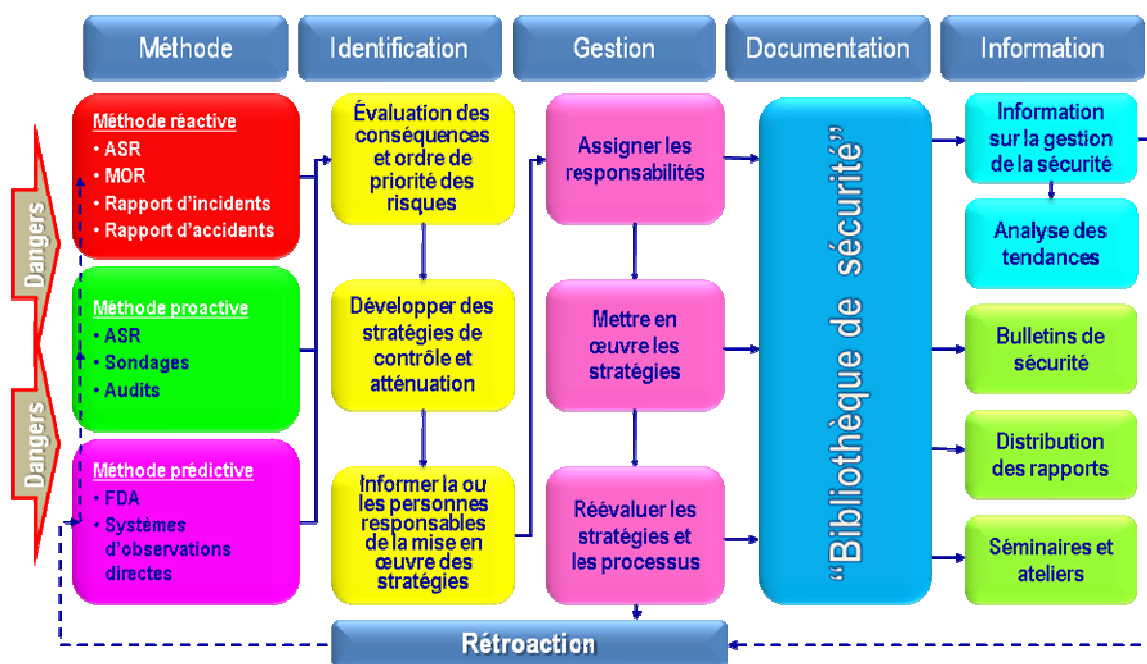 Méthode
Identification
Gestion
Documentation
Information
Dangers
Dangers
Méthode réactive
• ASR
• MOR
• Rapport d'incidents
• Rapport d'accidents
Méthode proactive
• ASR
• Sondages
• Audits
Méthode prédictive
• FDA
• Systèmes
d'observations
directes
Évaluation des
conséquences
et ordre de
priorité des
risques
Développer des
stratégies de
contrôle et
atténuation
Informer la ou
les personnes
responsables
de la mise en
œuvre des
stratégies
Assigner les
responsabilités
Mettre en
œuvre les
stratégies
Réévaluer les
stratégies et
les processus
"Bibliothèque de sécurité"
Information
sur la gestion
de la sécurité
Analyse des
tendances
Bulletins de
sécurité
Distribution
des rapports
Séminaires et
ateliers
Rétroaction